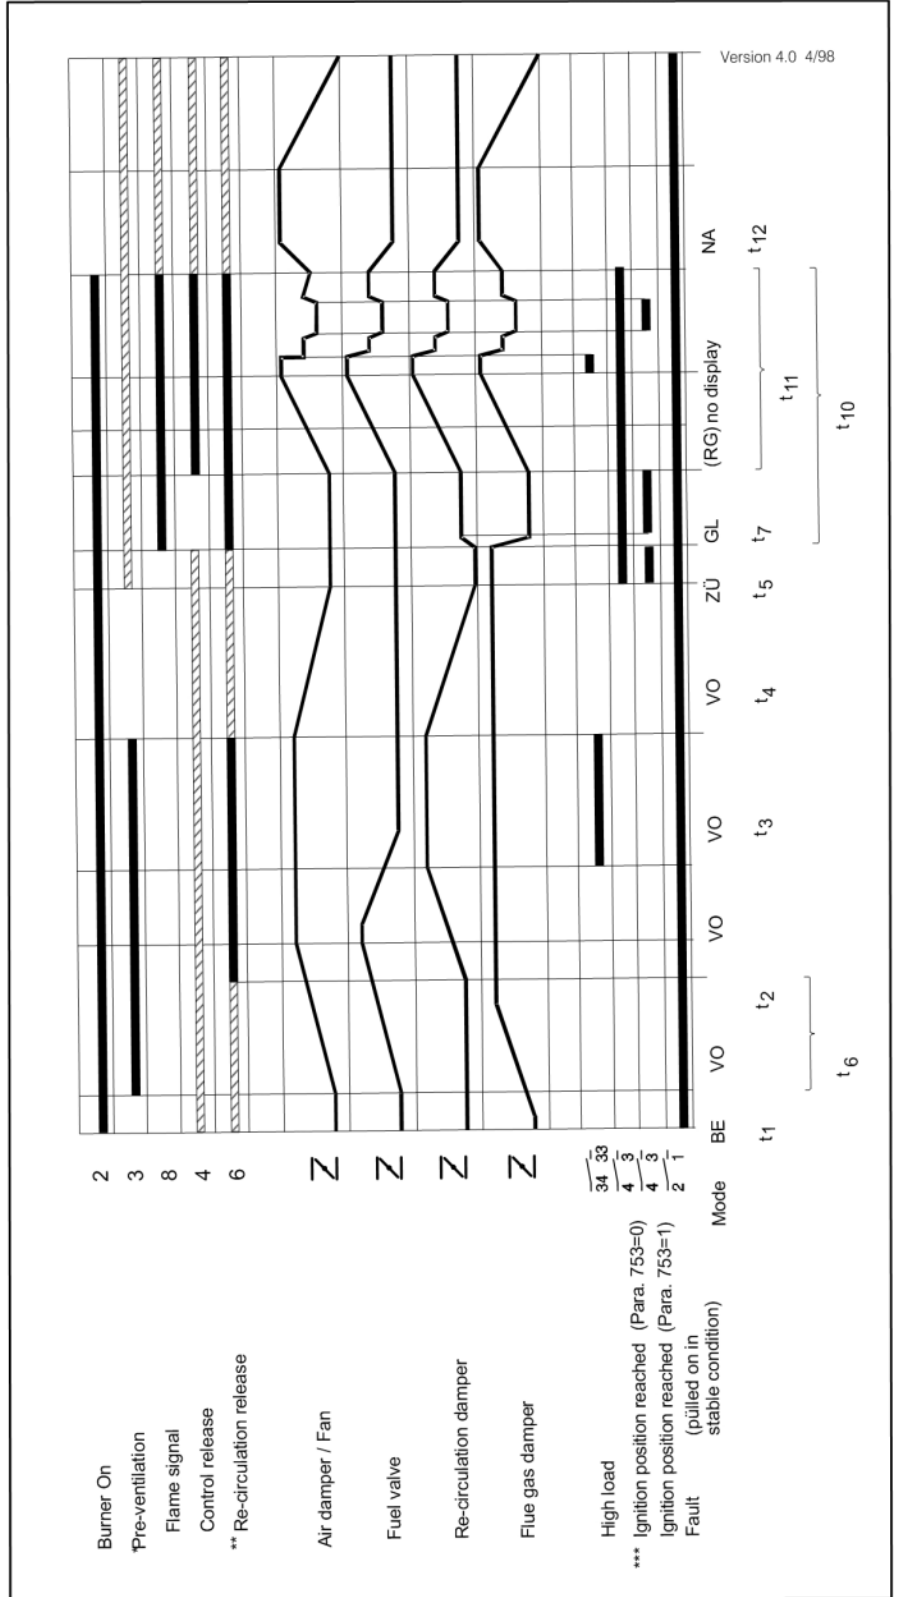 Version 4.0 4/98
Burner On 2
*Pre-ventilation 3
Flame signal 8
Control release 4
** Re-circulation release 6
Air damper / Fan Z
Fuel valve Z
Re-circulation damper Z
Flue gas damper Z
High load 34 33
*** Ignition position reached (Para. 753=0) 4 3
Ignition position reached (Para. 753=1) 4 3
Fault (pülled on in 2 1
stable condition)
Mode BE VO VO VO VO ZÜ GL (RG) no display NA
t1 t2 t3 t4 t5 t7 t12
t11
t6 t10